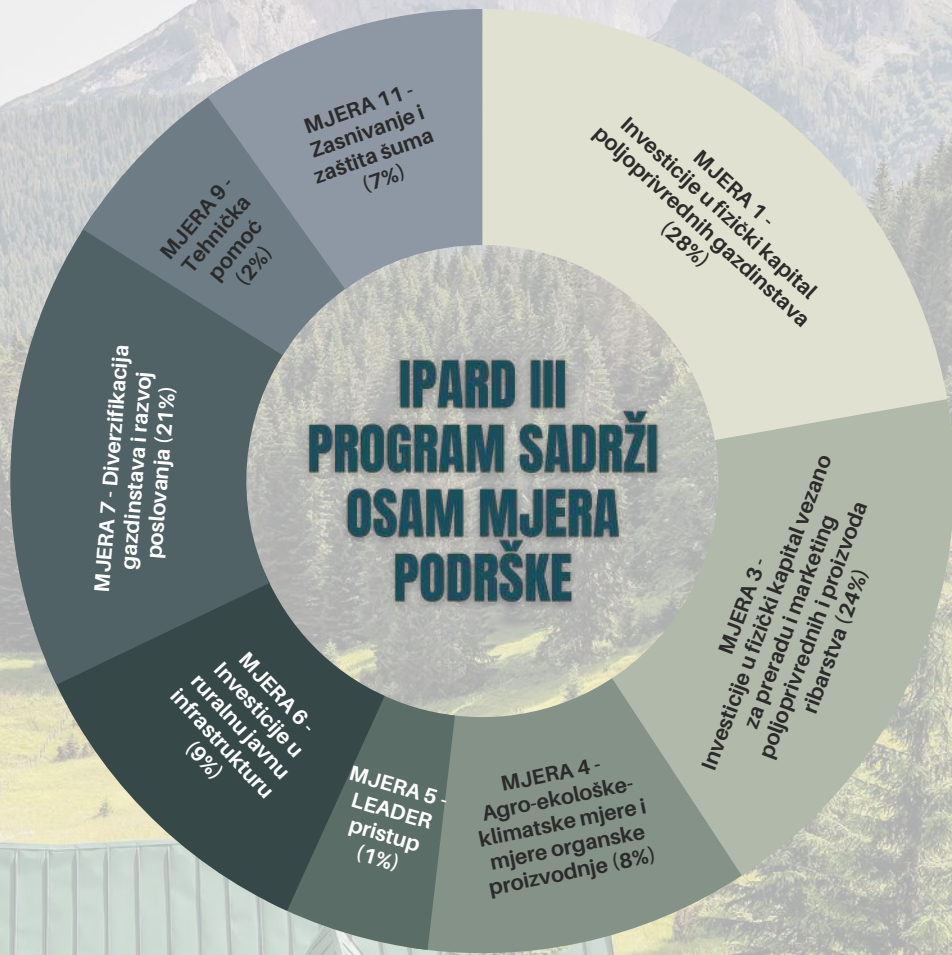 IPARD III
PROGRAM SADRŽI
OSAM MJERA
PODRŠKE
MJERA 1 -
Investicije u fizički kapital
poljoprivrednih gazdinstava
(28%)
MJERA 3 -
Investicije u fizički kapital vezano
za preradu i marketing
poljoprivrednih i proizvoda
ribarstva (24%)
MJERA 4 -
Agro-ekološke-
klimatske mjere i
mjere organske
proizvodnje (8%)
MJERA 5 -
LEADER
pristup
(1%)
MJERA 6 -
Investicije u
ruralnu javnu
infrastrukturu
(9%)
MJERA 7 - Diverzifikacija
gazdinstava i razvoj
poslovanja (21%)
MJERA 9 -
Tehnička
pomoć
(2%)
MJERA 11 -
Zasnivanje i
zaštita šuma
(7%)